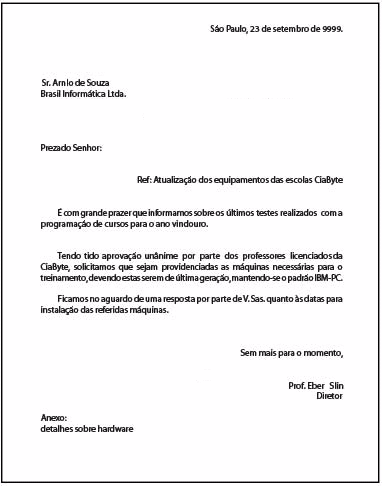 São Paulo, 23 de setembro de 9999.
Sr. Arnlo de Souza
Brasil Informática Ltda.
Prezado Senhor:
Ref: Atualização dos equipamentos das escolas CiaByte
É com grande prazer que informamos sobre os últimos testes realizados com a
programação de cursos para o ano vindouro.
Tendo tido aprovação unânime por parte dos professores licenciados da
CiaByte, solicitamos que sejam providenciadas as máquinas necessárias para o
treinamento, devendo estas serem de última geração, mantendo-se o padrão IBM-PC.
Ficamos no aguardo de uma resposta por parte de V. Sas. quanto às datas para
instalação das referidas máquinas.
Sem mais para o momento,
Prof. Eber Slin
Diretor
Anexo:
detalhes sobre hardware